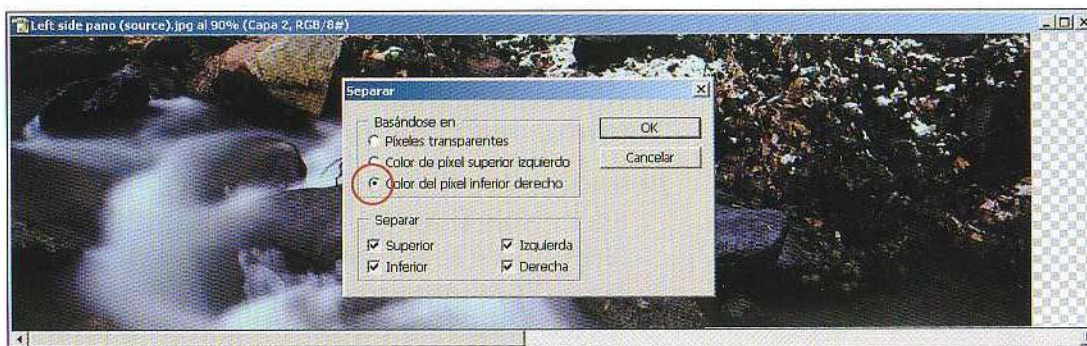 Left side pano (source).jpg al 90% (Capa 2, RGB/8#)
Separar
Basándose en
Píxeles transparentes
Color de píxel superior izquierdo
Color del píxel inferior derecho
OK
Cancelar
Separar
Superior
Izquierda
Inferior
Derecha